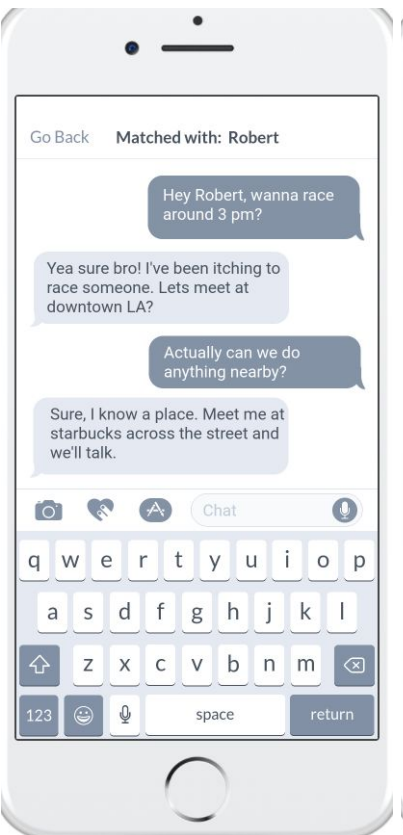 Go Back Matched with: Robert
Hey Robert, wanna race
around 3 pm?
Yea sure bro! I've been itching to
race someone. Lets meet at
downtown LA?
Actually can we do
anything nearby?
Sure, I know a place. Meet me at
starbucks across the street and
we'll talk.
Chat
q w e r t y u i o p
a s d f g h j k l
z x c v b n m
123 space return